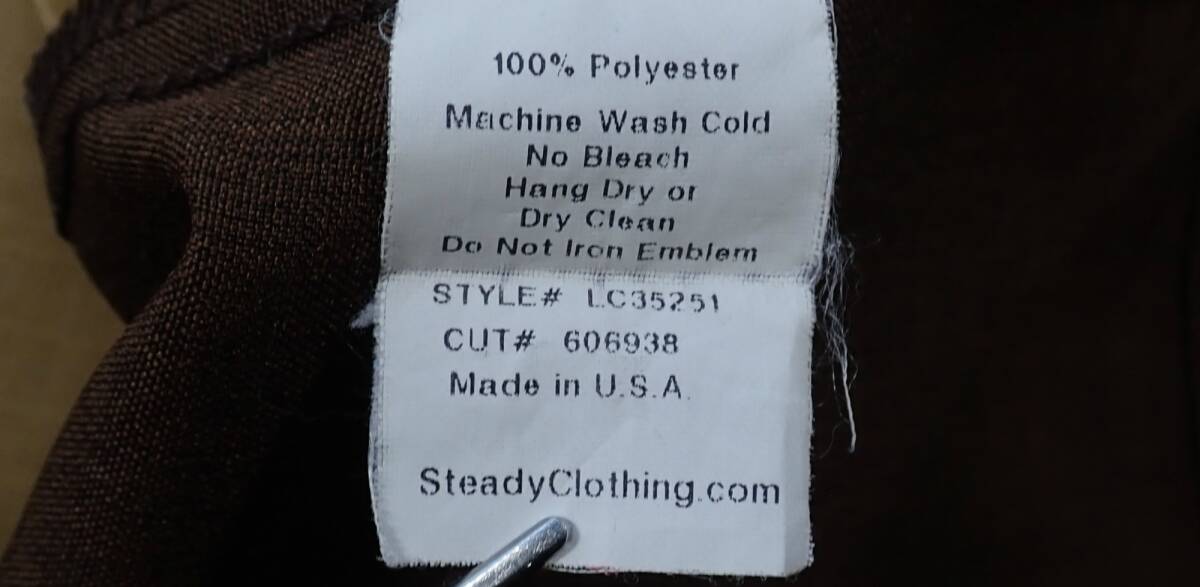 100% Polyester
Machine Wash Cold
No Bleach
Hang Dry or
Dry Clean
Do Not Iron Emblem
STYLE# LC35251
CUT# 606938
Made in U.S.A.
SteadyClothing.com